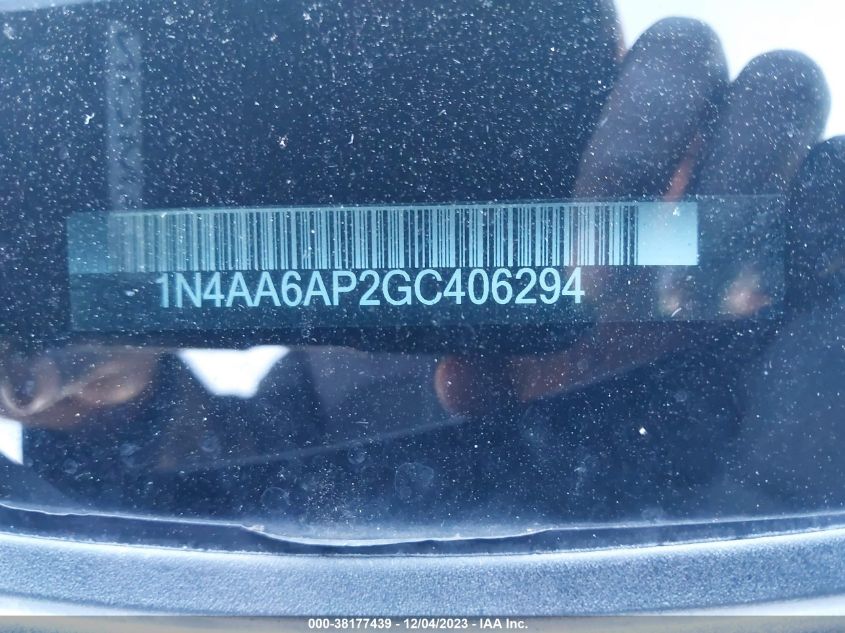 1N4AA6AP2GC406294
000-38177439 - 12/04/2023 - IAA Inc.